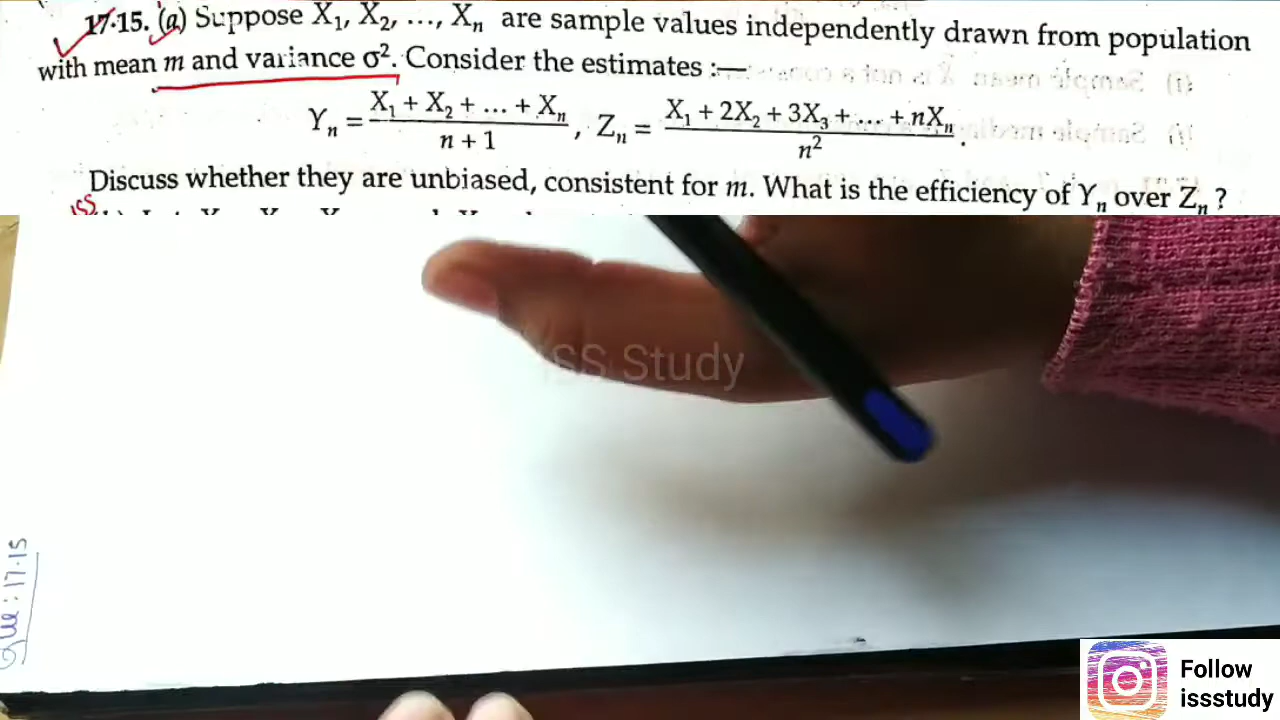 17.15. (a) Suppose X₁, X₂, ..., Xₙ are sample values independently drawn from population
with mean m and variance σ². Consider the estimates :—
Yₙ = (X₁ + X₂ + ... + Xₙ) / (n + 1), Zₙ = (X₁ + 2X₂ + 3X₃ + ... + nXₙ) / n².
Discuss whether they are unbiased, consistent for m. What is the efficiency of Yₙ over Zₙ ?
ISS
ISS Study
Que : 17.15
Follow
issstudy